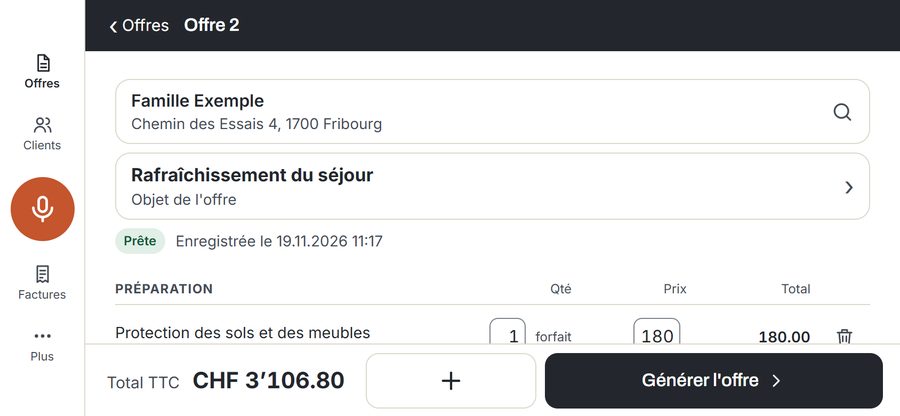 Offres Offre 2
Offres
Clients
Factures
Plus
Famille Exemple
Chemin des Essais 4, 1700 Fribourg
Rafraîchissement du séjour
Objet de l'offre
Prête Enregistrée le 19.11.2026 11:17
PRÉPARATION Qté Prix Total
Protection des sols et des meubles 1 forfait 180 180.00
Total TTC CHF 3’106.80 + Générer l'offre